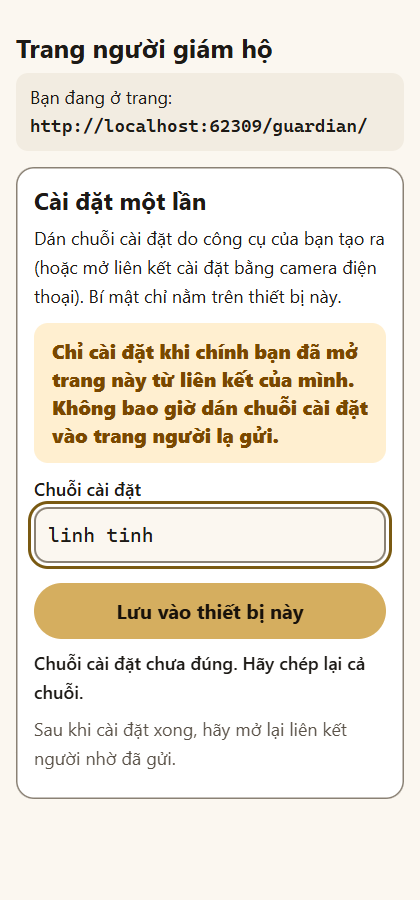 Trang người giám hộ
Bạn đang ở trang:
http://localhost:62309/guardian/
Cài đặt một lần
Dán chuỗi cài đặt do công cụ của bạn tạo ra
(hoặc mở liên kết cài đặt bằng camera điện
thoại). Bí mật chỉ nằm trên thiết bị này.
Chỉ cài đặt khi chính bạn đã mở
trang này từ liên kết của mình.
Không bao giờ dán chuỗi cài đặt
vào trang người lạ gửi.
Chuỗi cài đặt
linh tinh
Lưu vào thiết bị này
Chuỗi cài đặt chưa đúng. Hãy chép lại cả
chuỗi.
Sau khi cài đặt xong, hãy mở lại liên kết
người nhờ đã gửi.